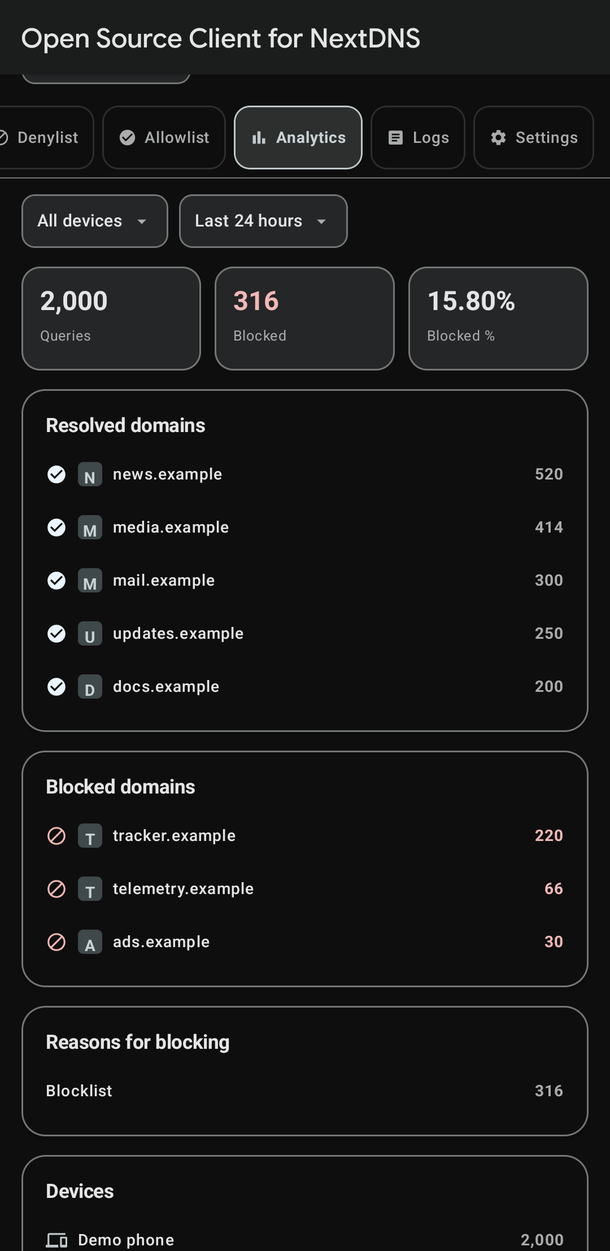 Open Source Client for NextDNS
Denylist Allowlist Analytics Logs Settings
All devices Last 24 hours
2,000 316 15.80%
Queries Blocked Blocked %
Resolved domains
N news.example 520
M media.example 414
M mail.example 300
U updates.example 250
D docs.example 200
Blocked domains
T tracker.example 220
T telemetry.example 66
A ads.example 30
Reasons for blocking
Blocklist 316
Devices
Demo phone 2,000